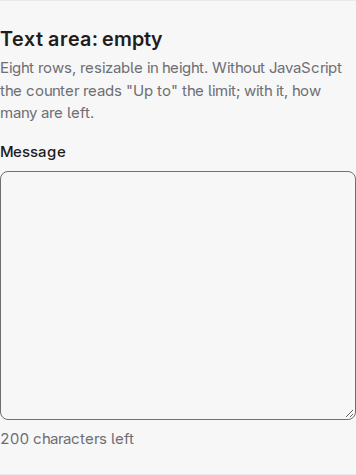 Text area: empty
Eight rows, resizable in height. Without JavaScript
the counter reads "Up to" the limit; with it, how
many are left.
Message
200 characters left